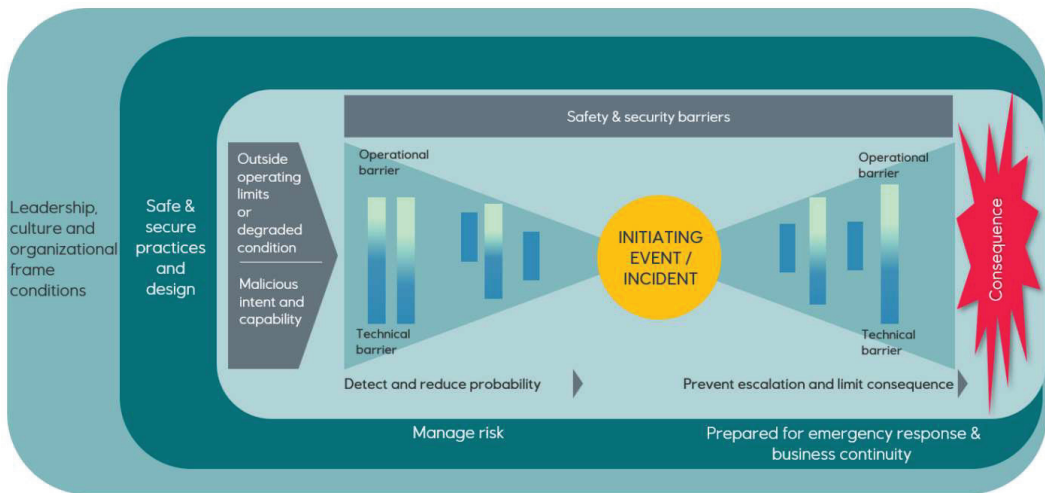 Leadership,
culture and
organizational
frame
conditions
Safe &
secure
practices
and
design
Outside
operating
limits
or
degraded
condition
Malicious
intent and
capability
Safety & security barriers
Operational
barrier
Technical
barrier
INITIATING
EVENT /
INCIDENT
Operational
barrier
Technical
barrier
Consequence
Detect and reduce probability
Prevent escalation and limit consequence
Manage risk
Prepared for emergency response &
business continuity